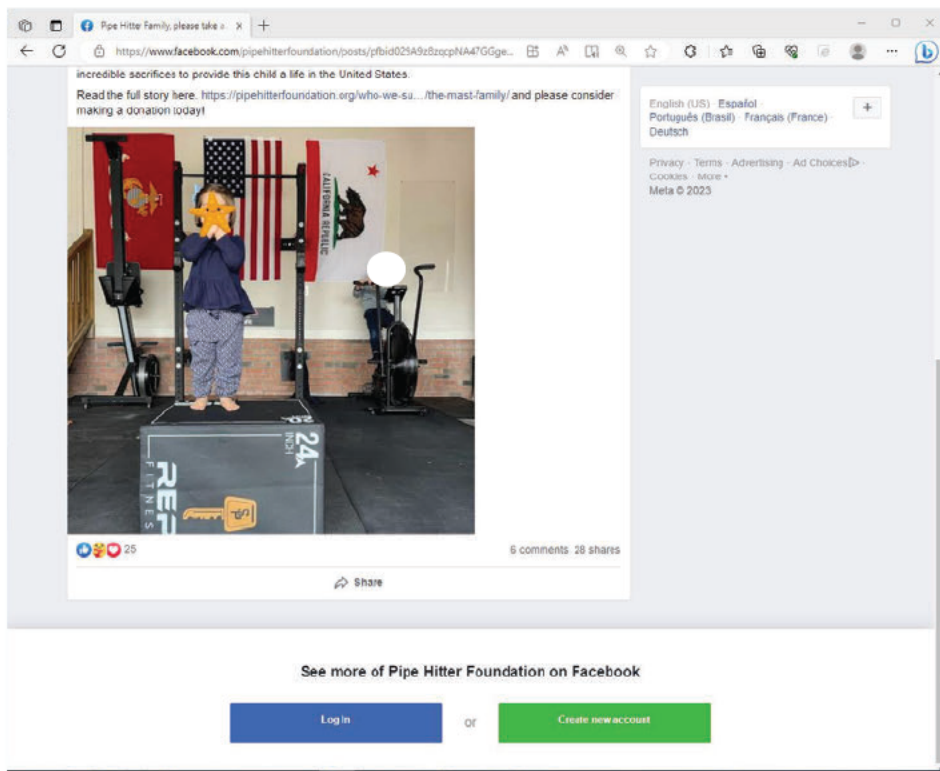 Pipe Hitter Family, please take a
https://www.facebook.com/pipehitterfoundation/posts/pfbid029A9z8zqcpNA47GGge...
incredible sacrifices to provide this child a life in the United States.
Read the full story here. https://pipehitterfoundation.org/who-we-su.../the-mast-family/ and please consider
making a donation today!
CALIFORNIA REPUBLIC
24
INCH
REP
FITNES
SP
25
6 comments 28 shares
Share
English (US) · Español ·
Português (Brasil) · Français (France) ·
Deutsch
Privacy · Terms · Advertising · Ad Choices ·
Cookies · More
Meta © 2023
See more of Pipe Hitter Foundation on Facebook
Log In
or
Create new account